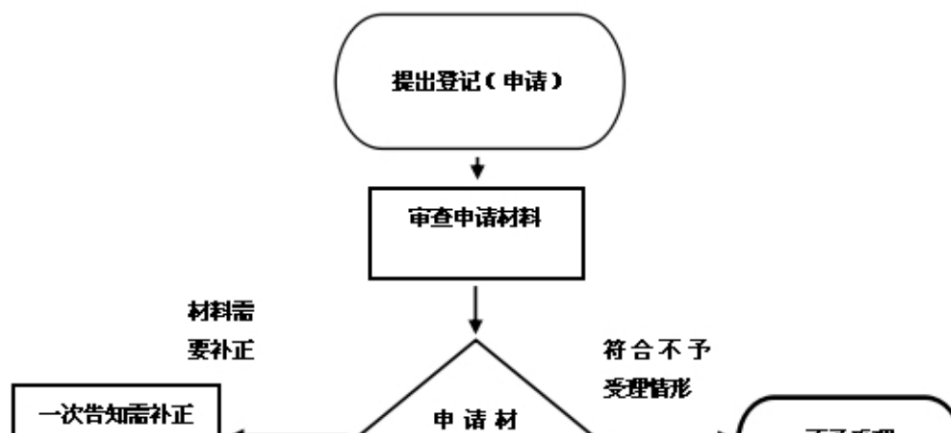 提出登记（申请）
审查申请材料
材料需
要补正
符合不予
受理情形
一次告知需补正
申请材